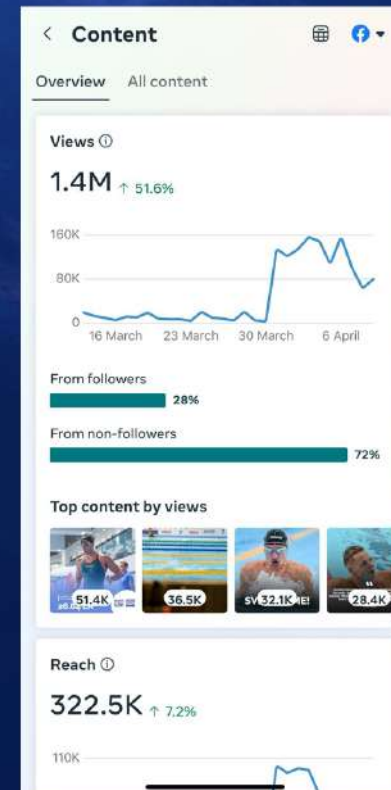 Content
Overview All content
Views
1.4M ↑ 51.6%
160K
80K
0
16 March 23 March 30 March 6 April
From followers
28%
From non-followers
72%
Top content by views
51.4K 36.5K 32.1K 28.4K
Reach
322.5K ↑ 7.2%
110K